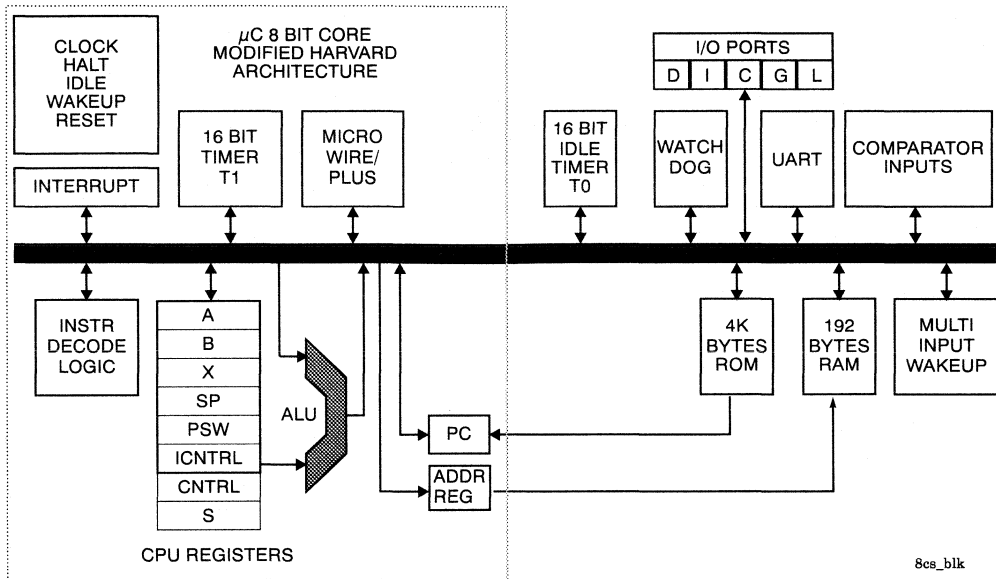 CLOCK
HALT
IDLE
WAKEUP
RESET
μC 8 BIT CORE
MODIFIED HARVARD
ARCHITECTURE
I/O PORTS
D I C G L
INTERRUPT
16 BIT
TIMER
T1
MICRO
WIRE/
PLUS
16 BIT
IDLE
TIMER
T0
WATCH
DOG
UART
COMPARATOR
INPUTS
INSTR
DECODE
LOGIC
A
B
X
SP
PSW
ICNTRL
CNTRL
S
CPU REGISTERS
ALU
PC
ADDR
REG
4K
BYTES
ROM
192
BYTES
RAM
MULTI
INPUT
WAKEUP
8cs_blk